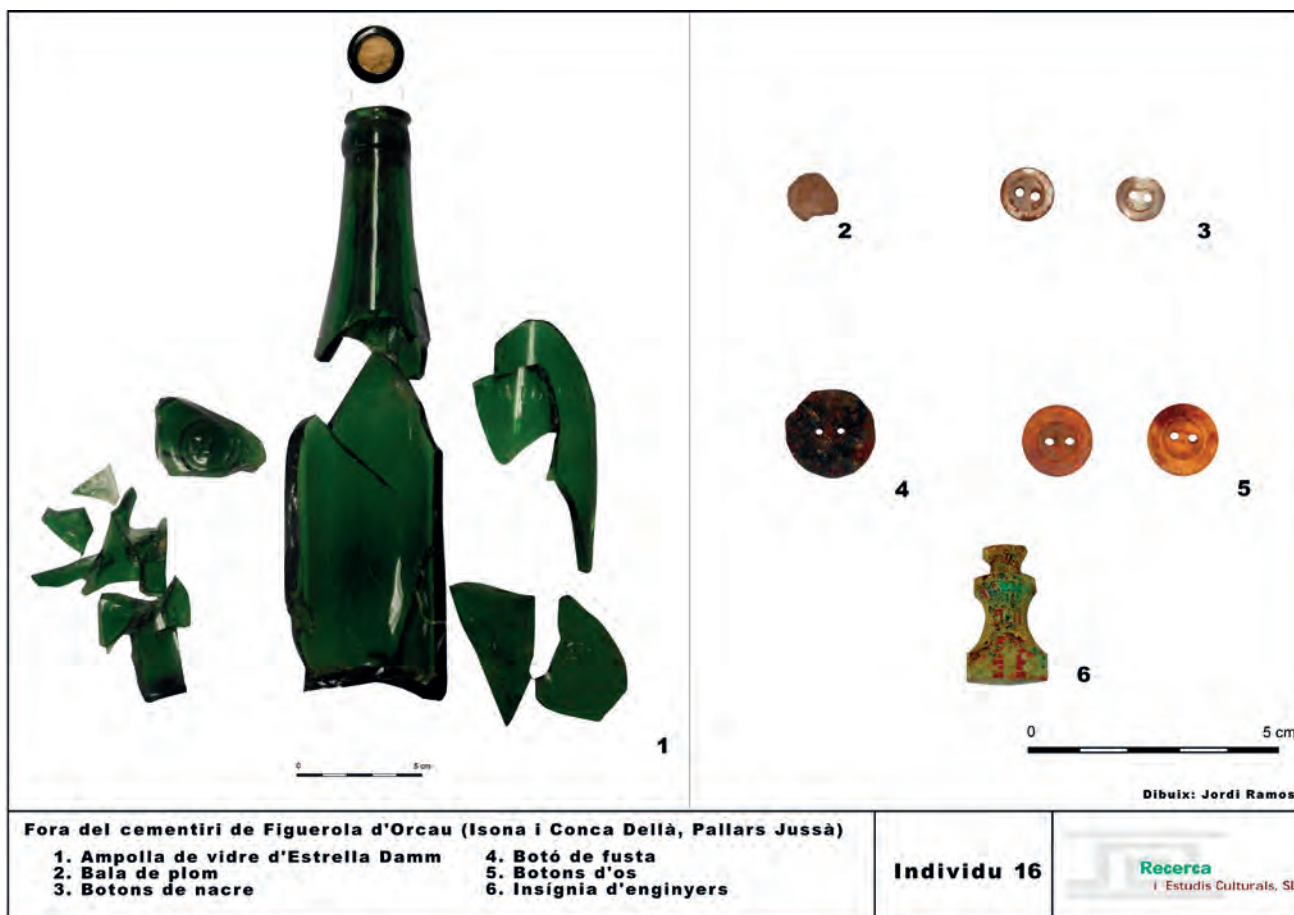 1
0 5 cm
2
3
4
5
6
0 5 cm
Dibuix: Jordi Ramos
Fora del cementiri de Figuerola d'Orcau (Isona i Conca Dellà, Pallars Jussà)
1. Ampolla de vidre d'Estrella Damm
2. Bala de plom
3. Botons de nacre
4. Botó de fusta
5. Botons d'os
6. Insígnia d'enginyers
Individu 16
Recerca
i Estudis Culturals, SL